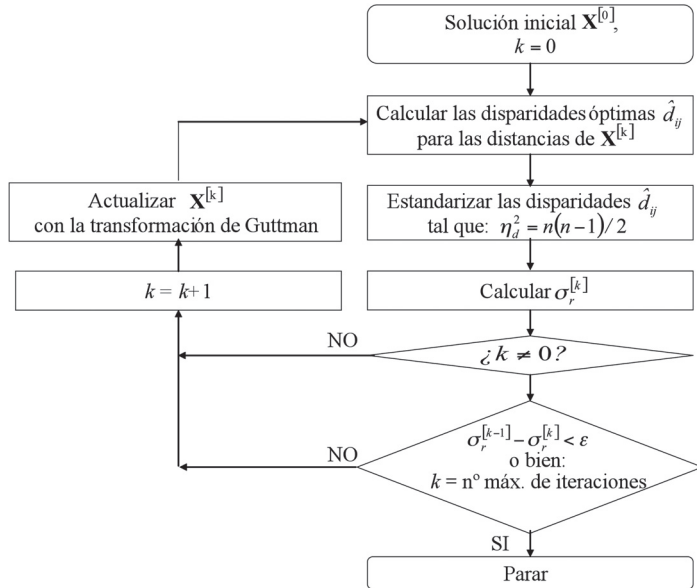 Solución inicial X^[0],
k = 0
Calcular las disparidades óptimas d̂_ij
para las distancias de X^[k]
Actualizar X^[k]
con la transformación de Guttman
Estandarizar las disparidades d̂_ij
tal que: η_d^2 = n(n−1)/2
k = k+1
Calcular σ_r^[k]
NO
¿k ≠ 0?
σ_r^[k−1] − σ_r^[k] < ε
o bien:
NO
k = nº máx. de iteraciones
SI
Parar